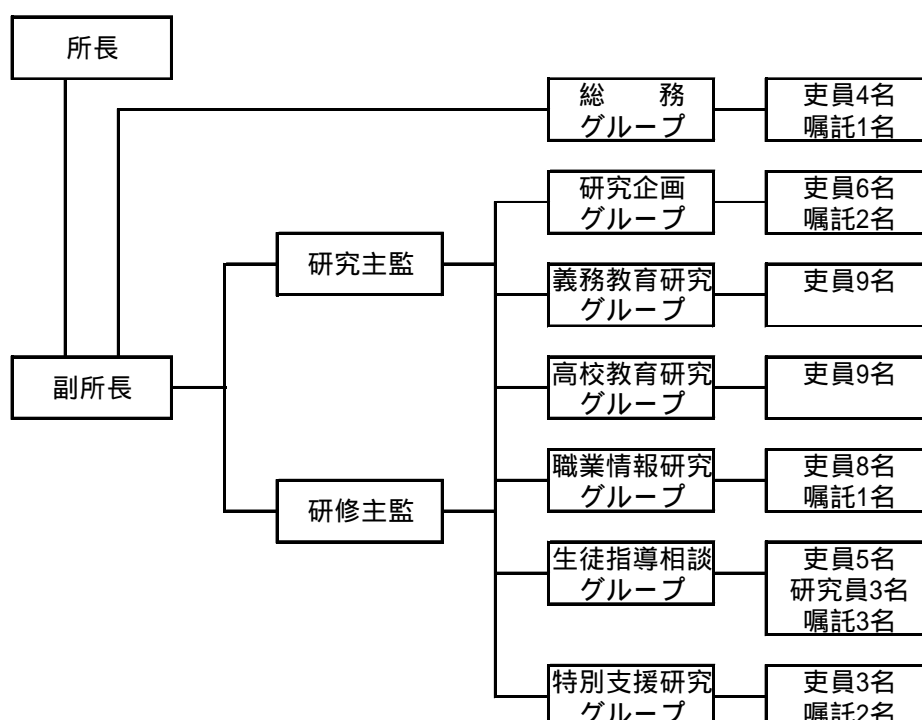 所長
総　　務
グループ
吏員4名
嘱託1名
研究企画
グループ
吏員6名
嘱託2名
研究主監
義務教育研究
グループ
吏員9名
副所長
高校教育研究
グループ
吏員9名
職業情報研究
グループ
吏員8名
嘱託1名
研修主監
生徒指導相談
グループ
吏員5名
研究員3名
嘱託3名
特別支援研究
グループ
吏員3名
嘱託2名